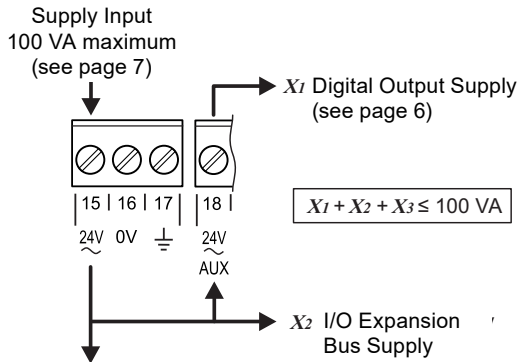 Supply Input
100 VA maximum
(see page 7)
X1 Digital Output Supply
(see page 6)
15 16 17 18
X1 + X2 + X3 ≤ 100 VA
24V 0V 24V
AUX
X2 I/O Expansion
Bus Supply